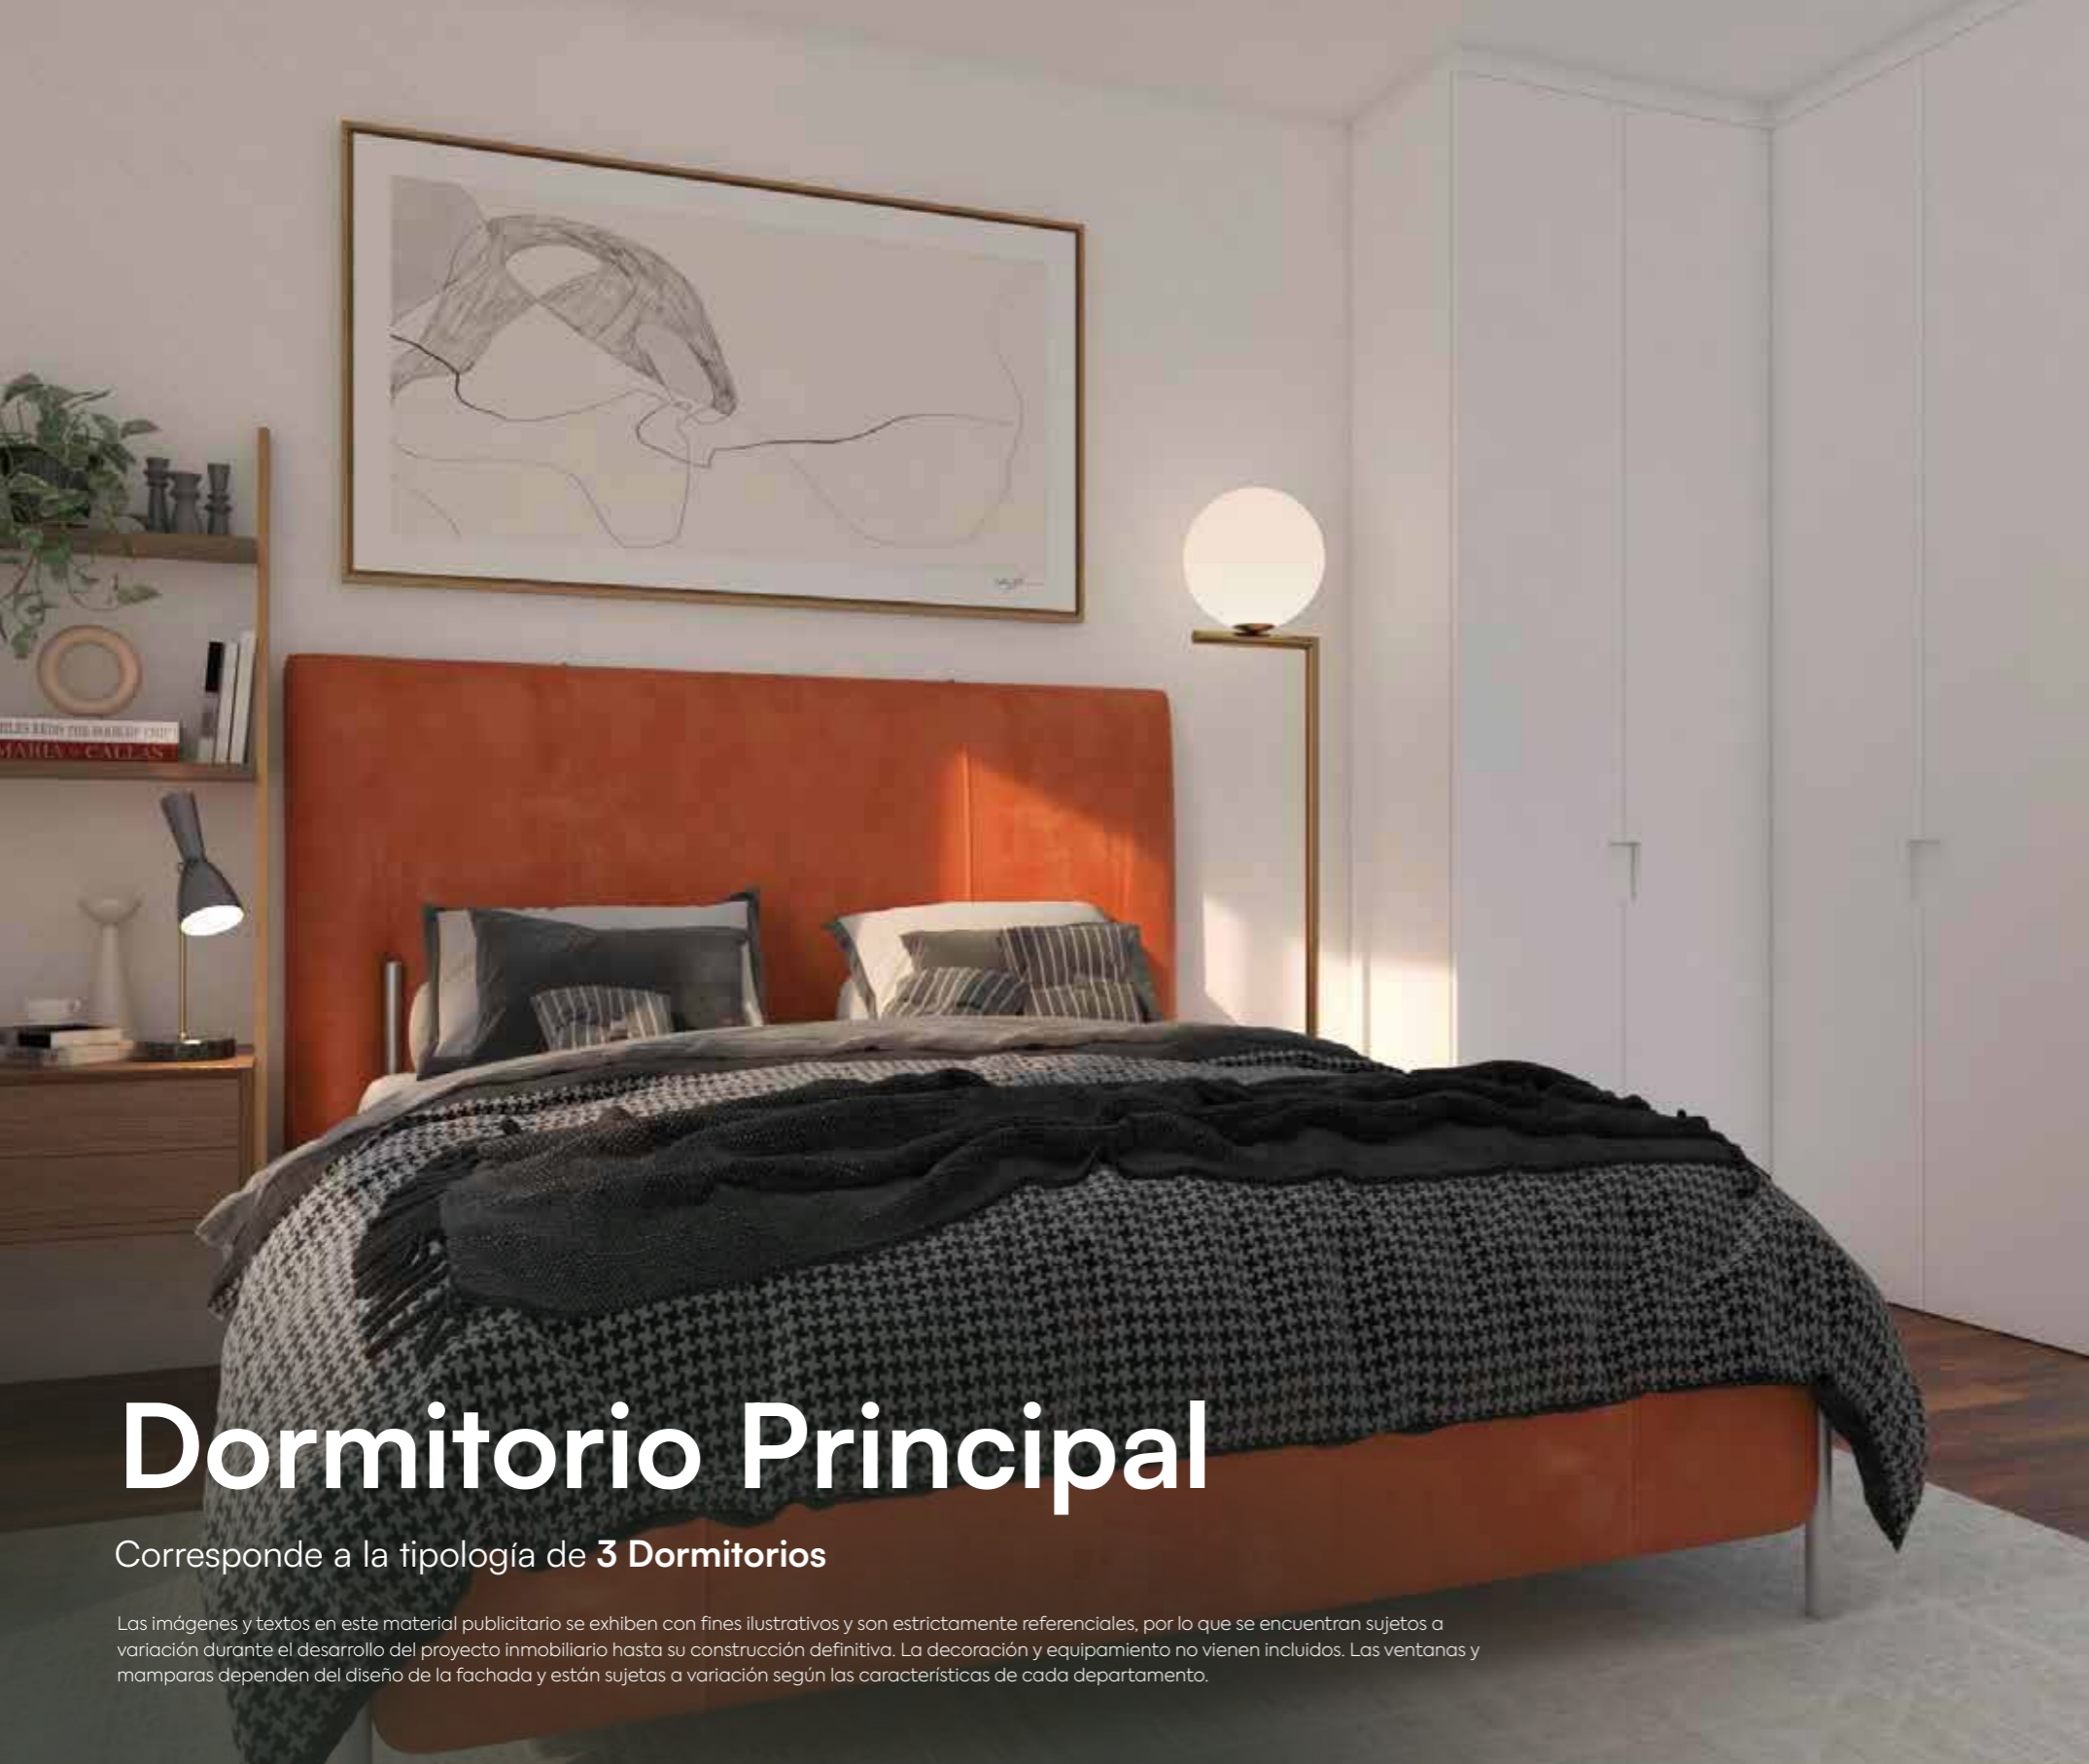 MARIA CALLAS
Dormitorio Principal
Corresponde a la tipología de 3 Dormitorios
Las imágenes y textos en este material publicitario se exhiben con fines ilustrativos y son estrictamente referenciales, por lo que se encuentran sujetos a
variación durante el desarrollo del proyecto inmobiliario hasta su construcción definitiva. La decoración y equipamiento no vienen incluidos. Las ventanas y
mamparas dependen del diseño de la fachada y están sujetas a variación según las características de cada departamento.